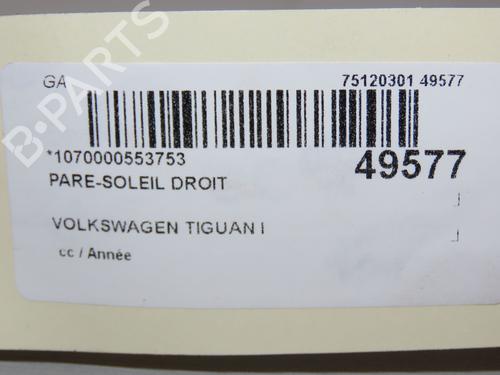 GA
75120301 49577
*1070000553753
49577
PARE-SOLEIL DROIT
VOLKSWAGEN TIGUAN I
cc / Année
B-PARTS